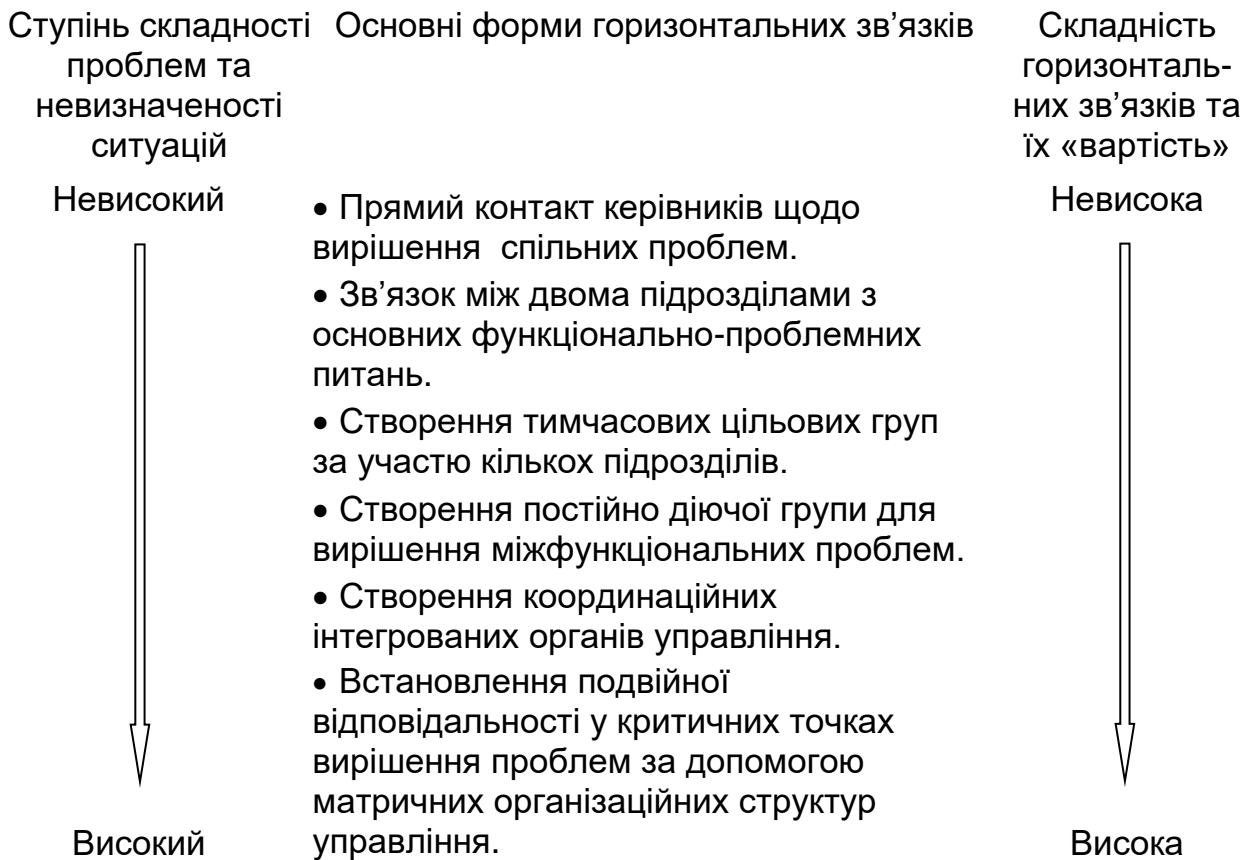 Ступінь складності
проблем та
невизначеності
ситуацій
Основні форми горизонтальних зв’язків
Складність
горизонталь-
них зв’язків та
їх «вартість»
Невисокий
• Прямий контакт керівників щодо
вирішення спільних проблем.
• Зв’язок між двома підрозділами з
основних функціонально-проблемних
питань.
• Створення тимчасових цільових груп
за участю кількох підрозділів.
• Створення постійно діючої групи для
вирішення міжфункціональних проблем.
• Створення координаційних
інтегрованих органів управління.
• Встановлення подвійної
відповідальності у критичних точках
вирішення проблем за допомогою
матричних організаційних структур
управління.
Невисока
Високий
Висока